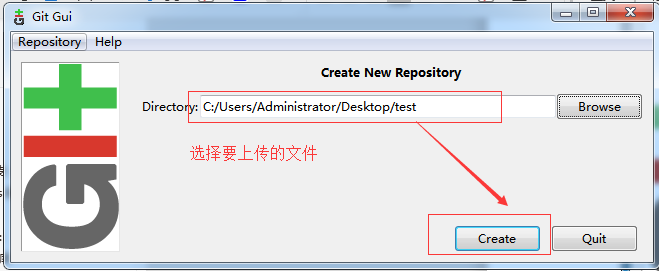 Git Gui
Repository Help
Create New Repository
Directory: C:/Users/Administrator/Desktop/test Browse
选择要上传的文件
GIT
Create Quit